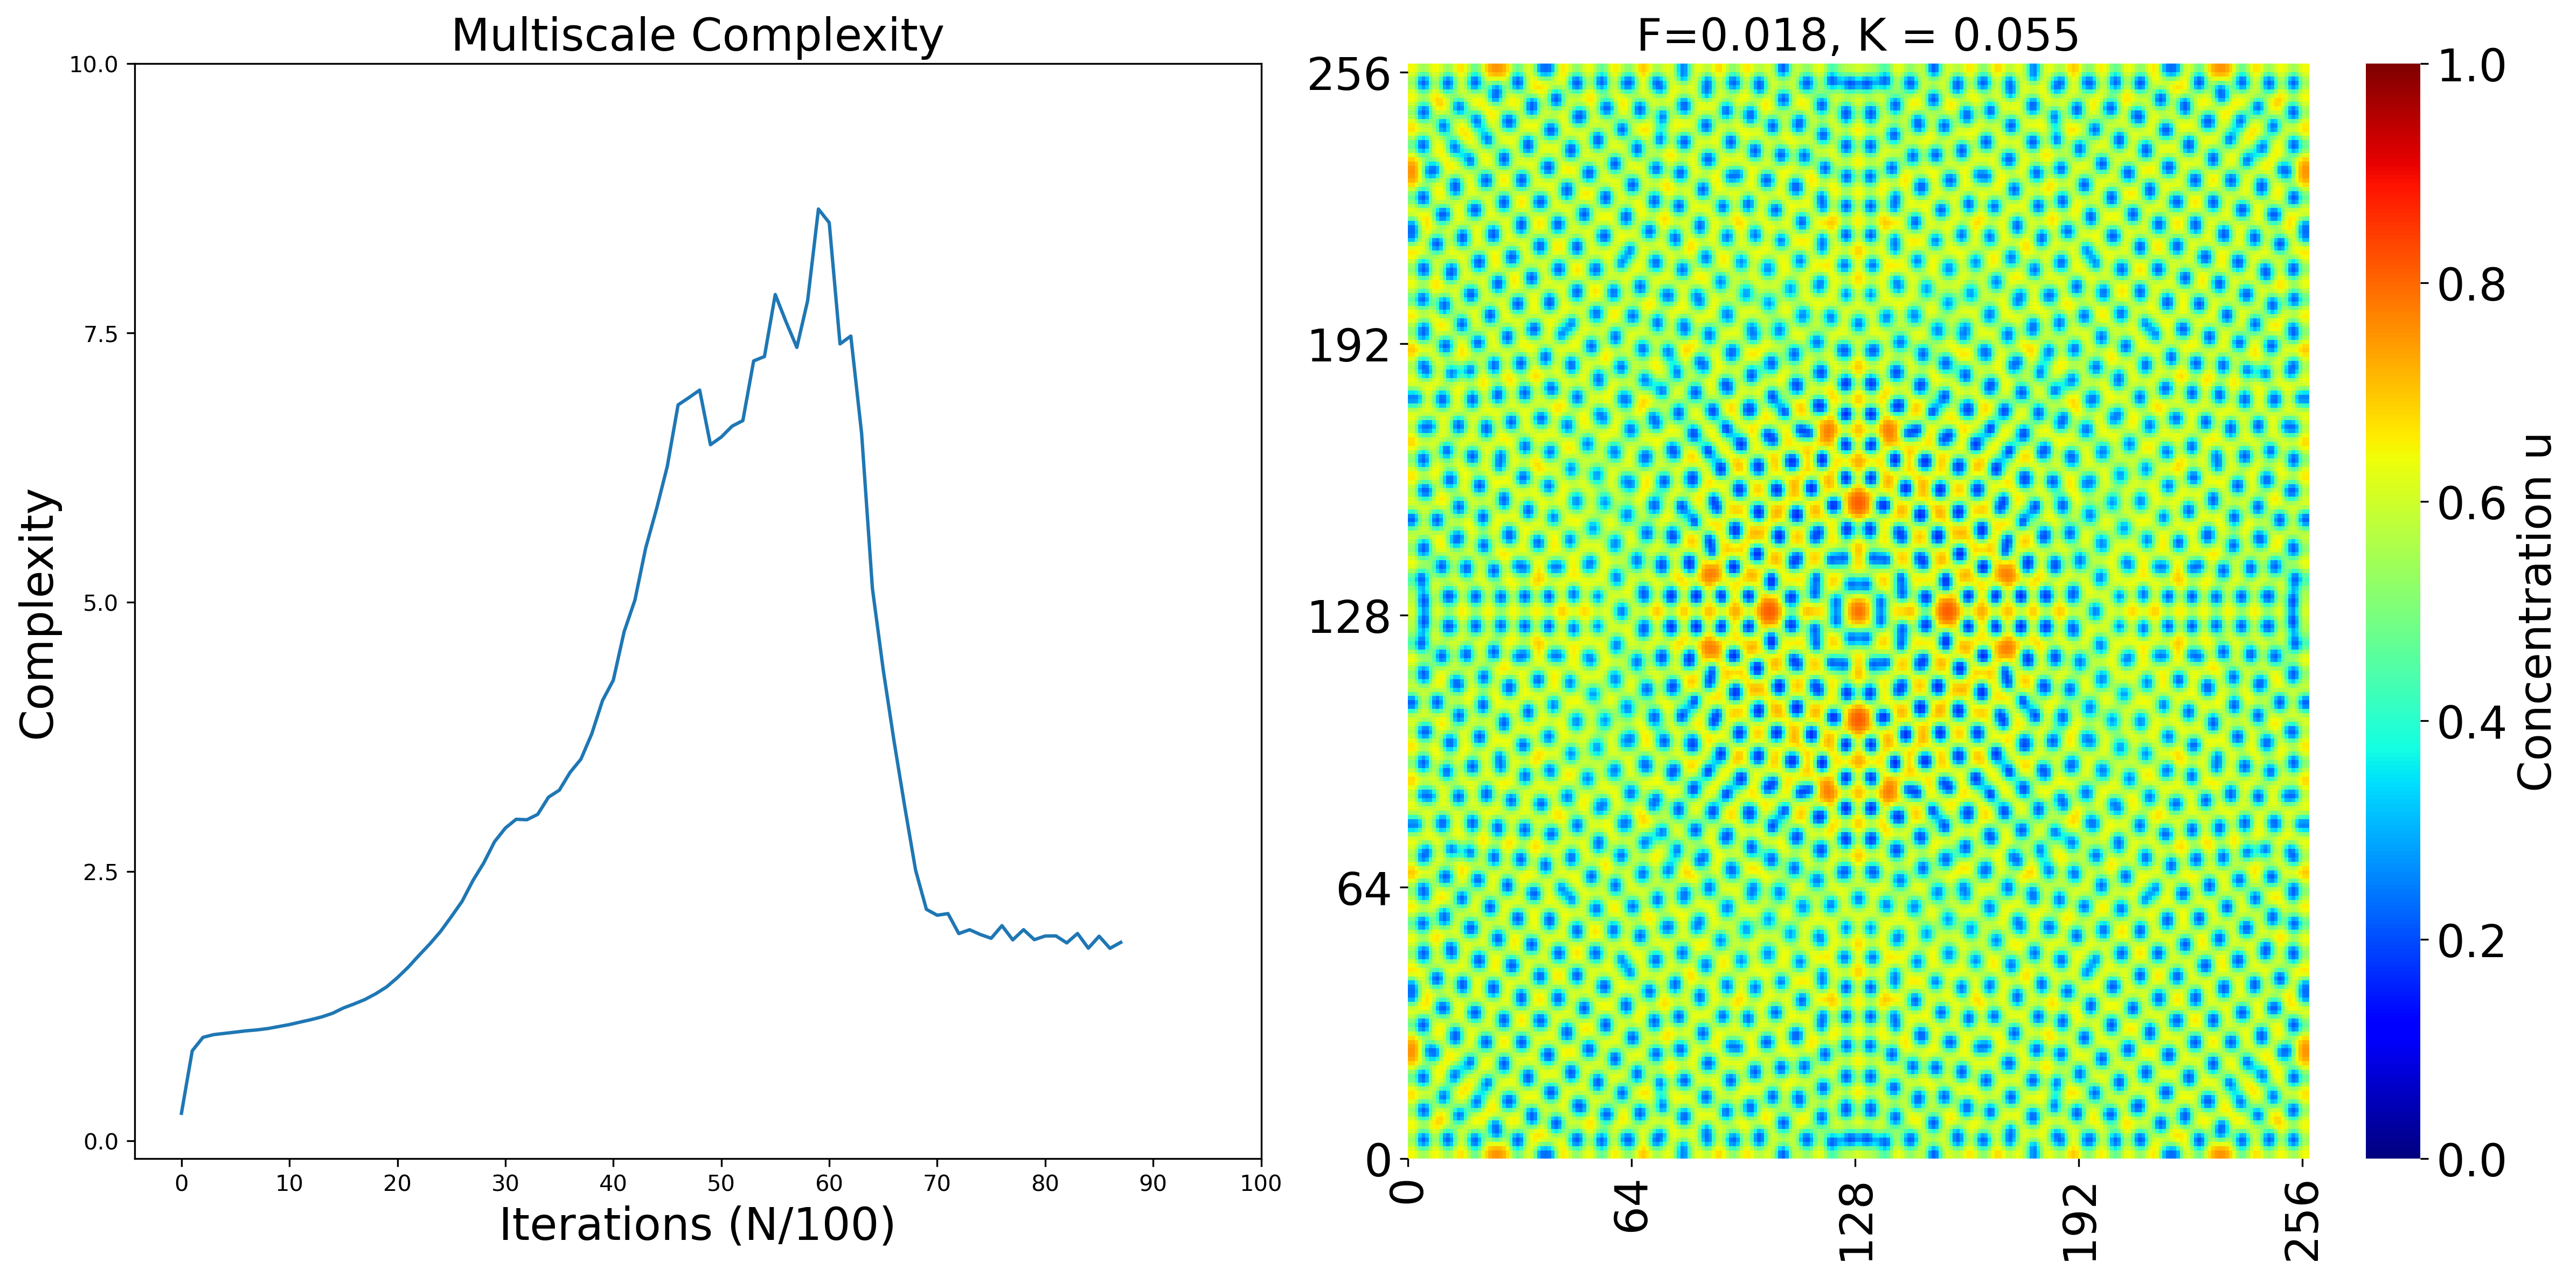 Multiscale Complexity
10.0
7.5
5.0
2.5
0.0
Complexity
0 10 20 30 40 50 60 70 80 90 100
Iterations (N/100)
F=0.018, K = 0.055
256
192
128
64
0
0 64 128 192 256
1.0
0.8
0.6
0.4
0.2
0.0
Concentration u